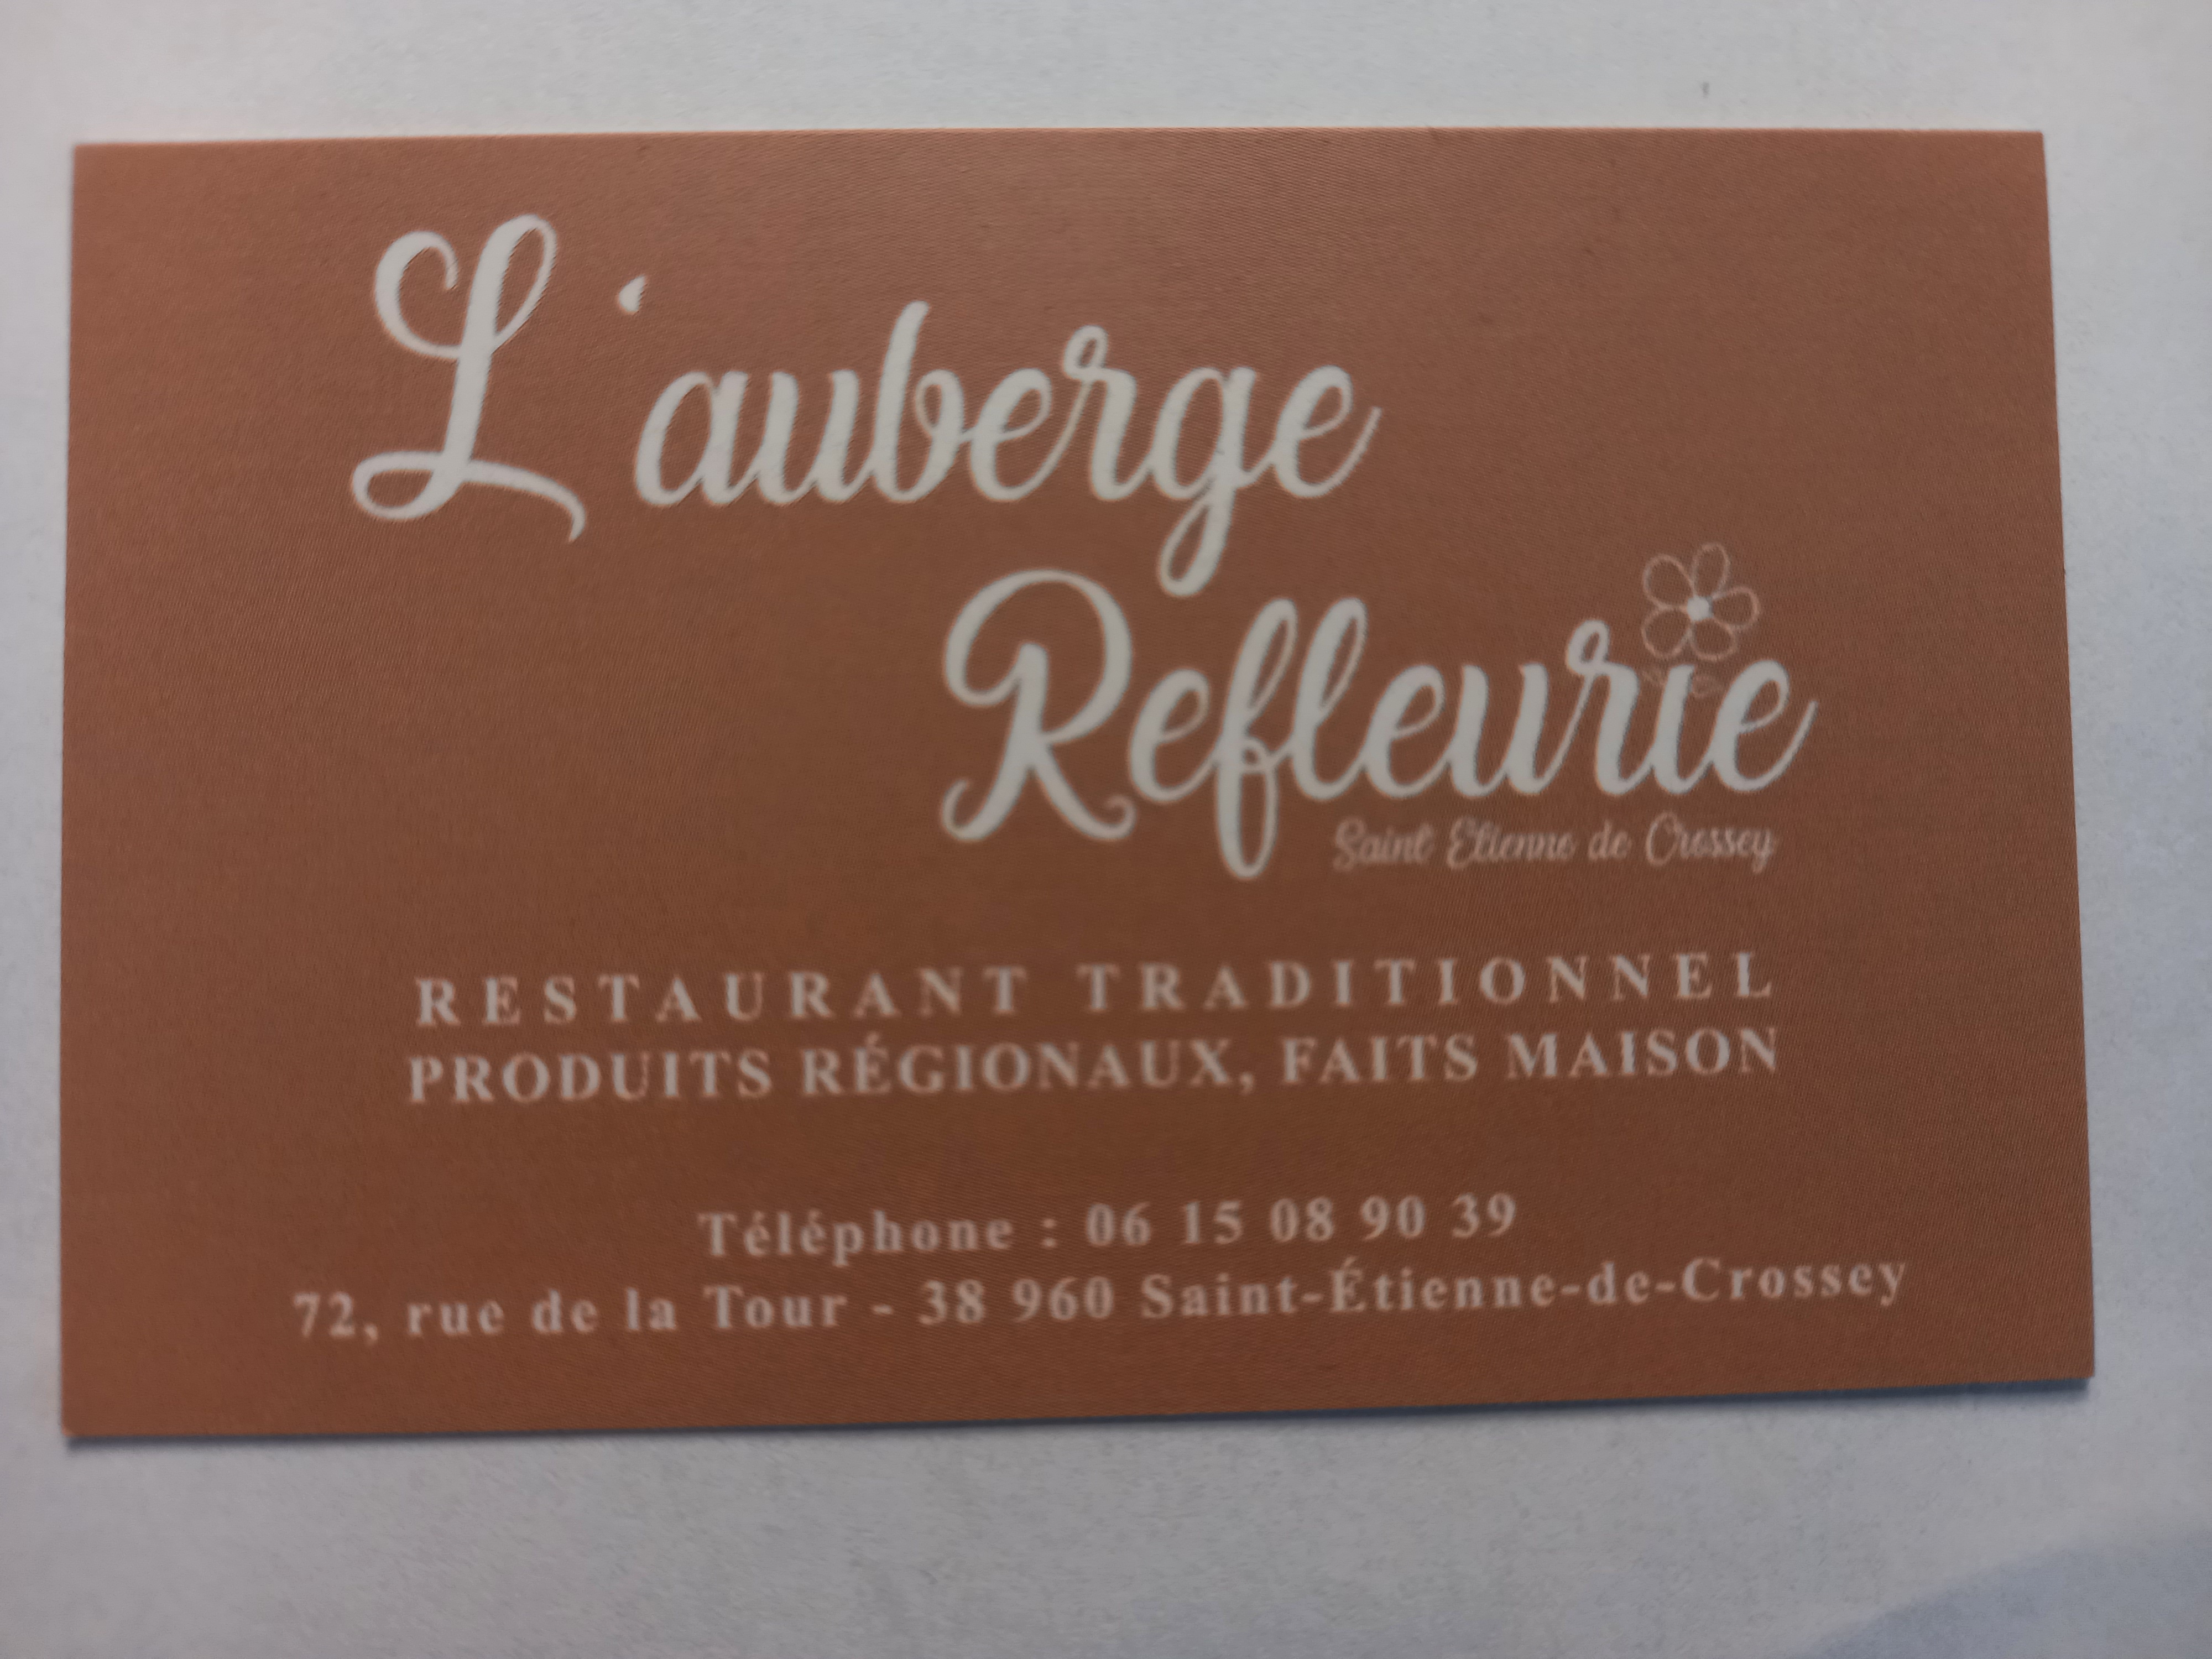 L'auberge
Refleurie
Saint Etienne de Crossey
RESTAURANT TRADITIONNEL
PRODUITS RÉGIONAUX, FAITS MAISON
Téléphone : 06 15 08 90 39
72, rue de la Tour - 38 960 Saint-Étienne-de-Crossey